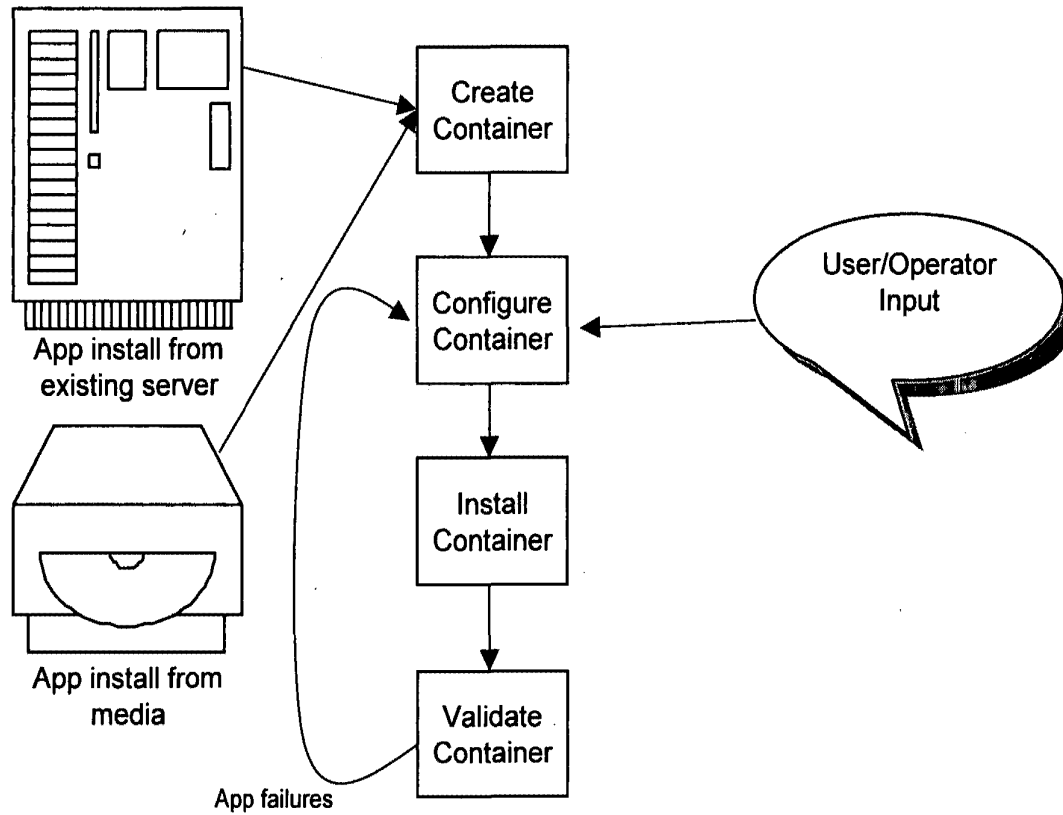 Create
Container
User/Operator
Input
Configure
Container
App install from
existing server
Install
Container
App install from
media
Validate
Container
App failures